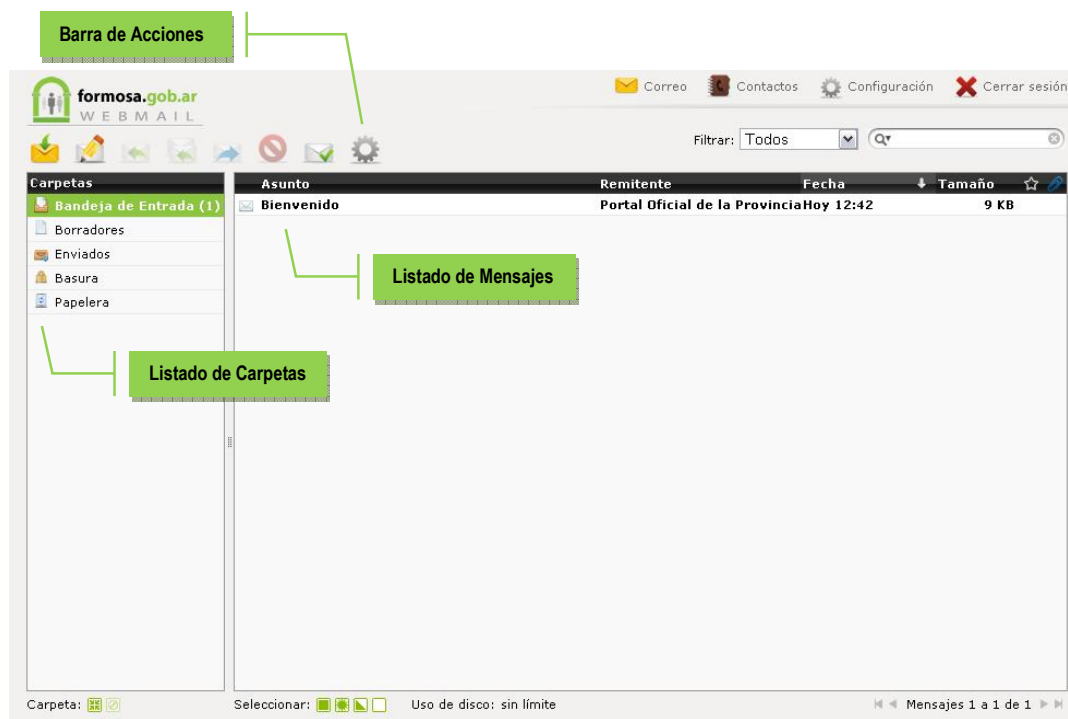 Barra de Acciones
formosa.gob.ar
WEBMAIL
Correo Contactos Configuración Cerrar sesión
Filtrar: Todos
Carpetas
Asunto Remitente Fecha Tamaño
Bandeja de Entrada (1)
Bienvenido Portal Oficial de la Provincia Hoy 12:42 9 KB
Borradores
Enviados
Basura
Papelera
Listado de Mensajes
Listado de Carpetas
Carpeta: Seleccionar: Uso de disco: sin límite Mensajes 1 a 1 de 1